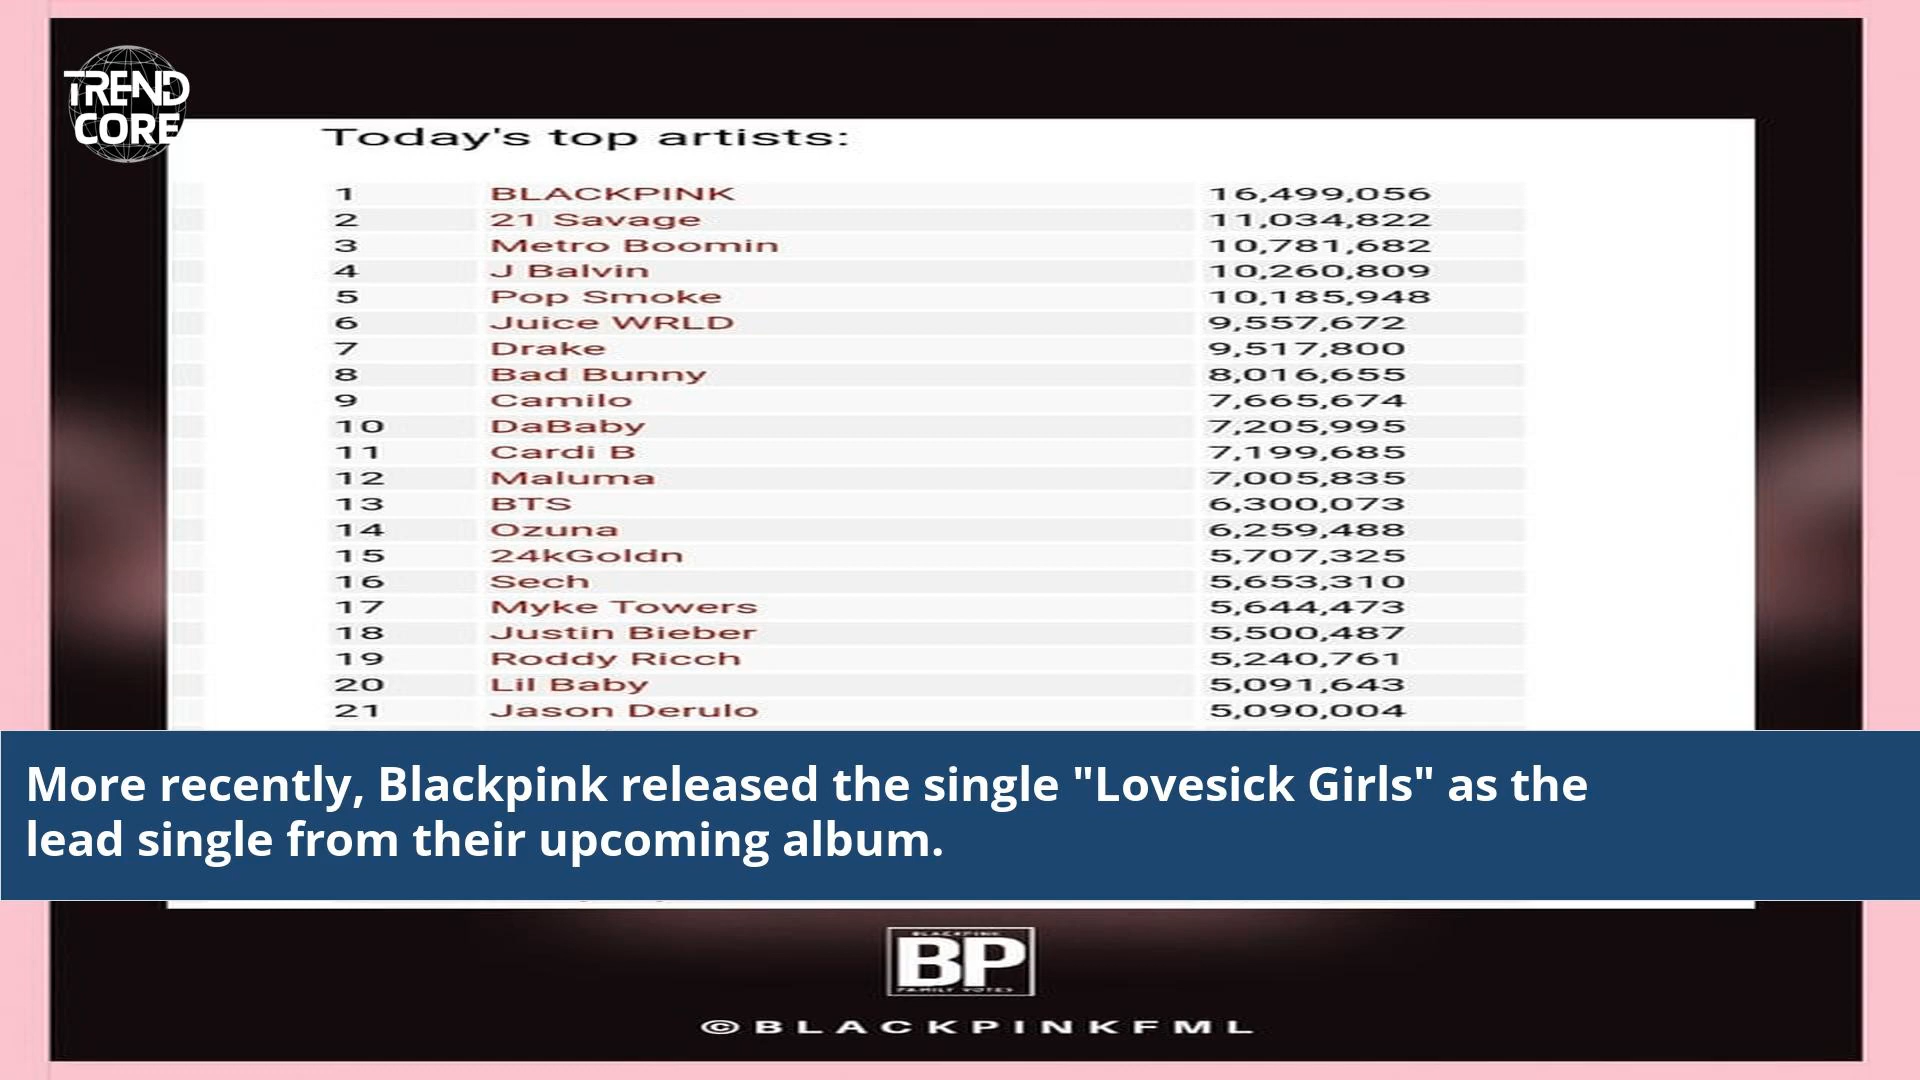 TREND
CORE
Today's top artists:
1 BLACKPINK 16,499,056
2 21 Savage 11,034,822
3 Metro Boomin 10,781,682
4 J Balvin 10,260,809
5 Pop Smoke 10,185,948
6 Juice WRLD 9,557,672
7 Drake 9,517,800
8 Bad Bunny 8,016,655
9 Camilo 7,665,674
10 DaBaby 7,205,995
11 Cardi B 7,199,685
12 Maluma 7,005,835
13 BTS 6,300,073
14 Ozuna 6,259,488
15 24kGoldn 5,707,325
16 Sech 5,653,310
17 Myke Towers 5,644,473
18 Justin Bieber 5,500,487
19 Roddy Ricch 5,240,761
20 Lil Baby 5,091,643
21 Jason Derulo 5,090,004
More recently, Blackpink released the single "Lovesick Girls" as the
lead single from their upcoming album.
BLACKPINK
BP
FAMILY VOTES
©BLACKPINKFML